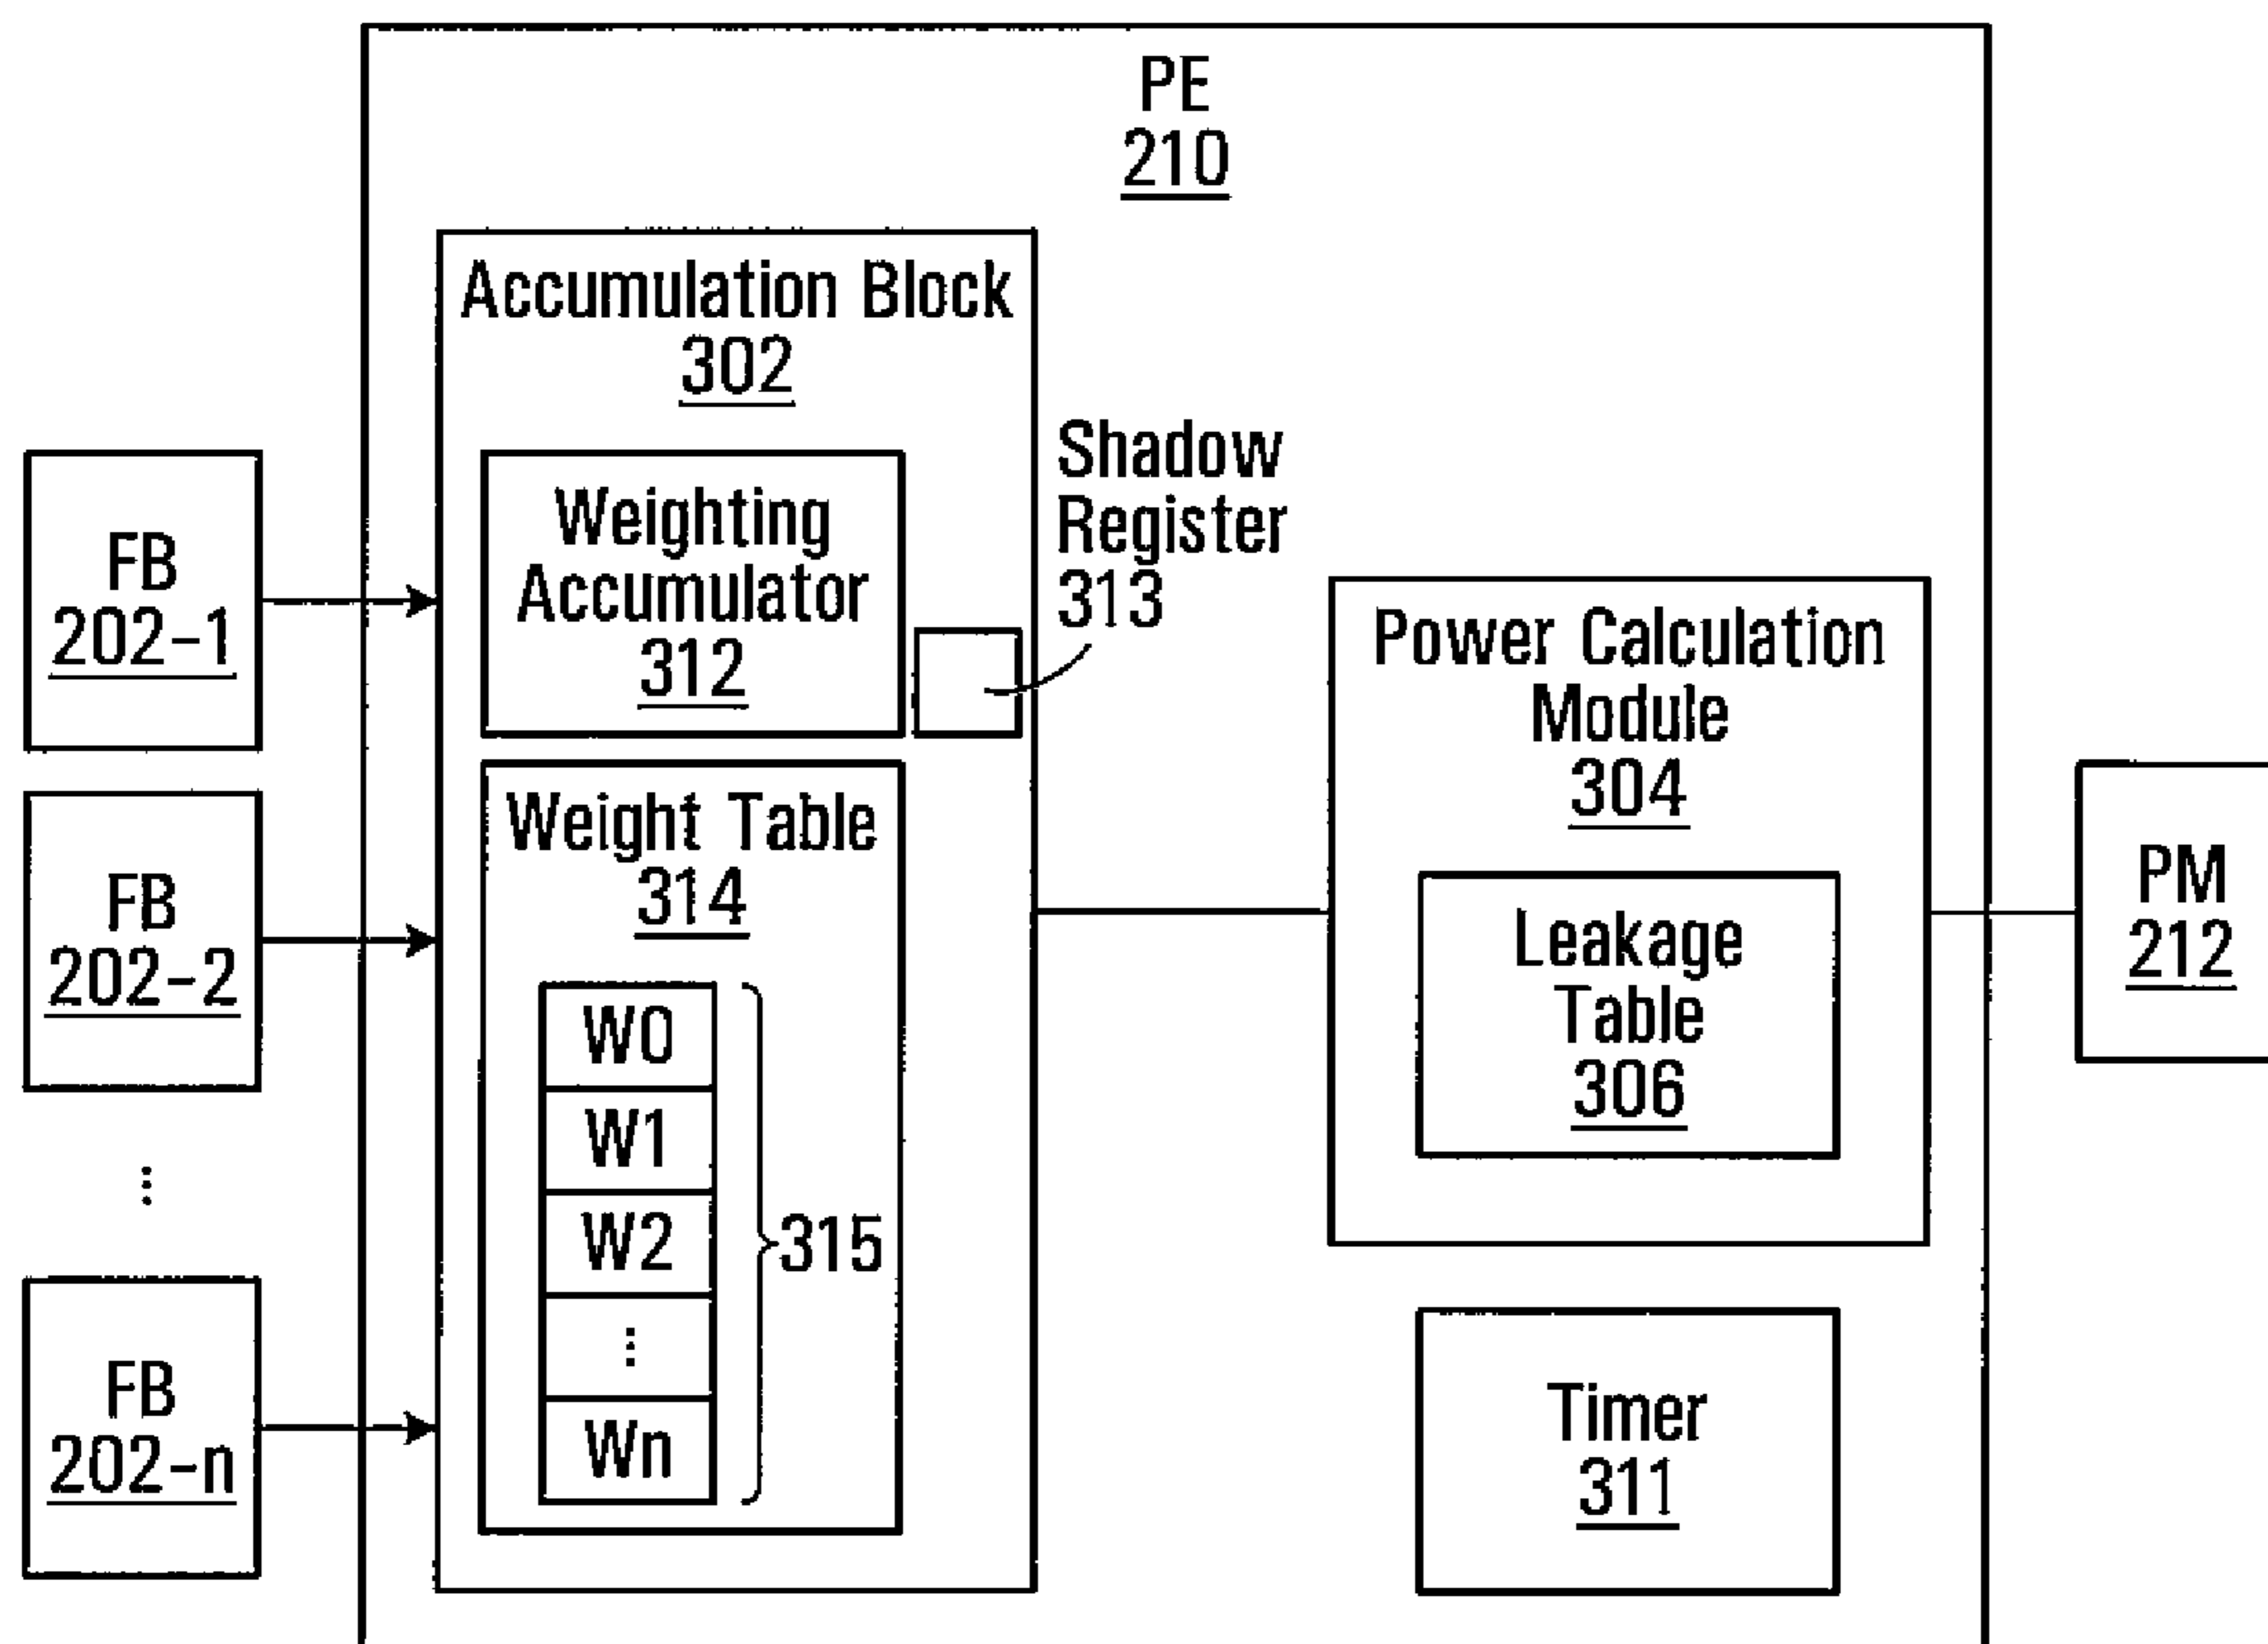 PE
210
Accumulation Block
302
Weighting
Accumulator
312
Shadow
Register
313
FB
202-1
FB
202-2
⋮
FB
202-n
Weight Table
314
W0
W1
W2
⋮
Wn
315
Power Calculation
Module
304
Leakage
Table
306
Timer
311
PM
212